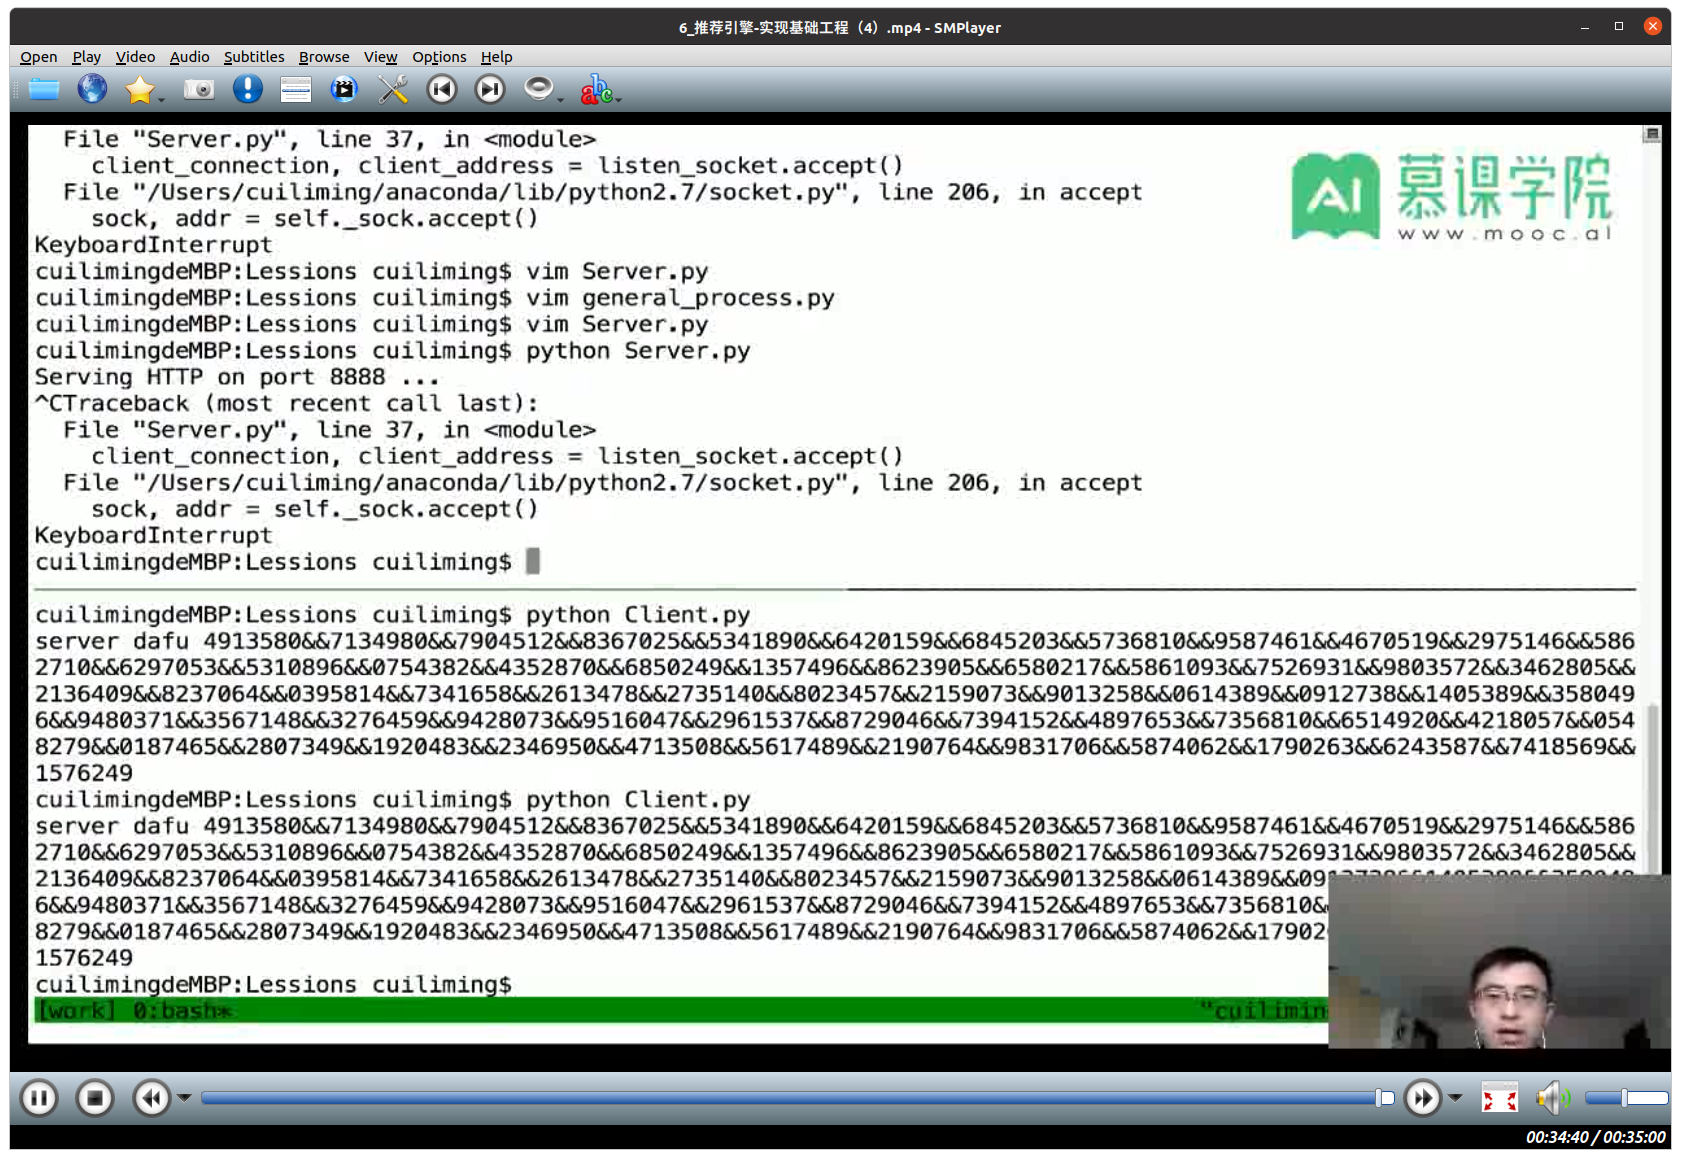 6_推荐引擎-实现基础工程（4）.mp4 - SMPlayer
Open Play Video Audio Subtitles Browse View Options Help
File "Server.py", line 37, in <module>
client_connection, client_address = listen_socket.accept()
File "/Users/cuiliming/anaconda/lib/python2.7/socket.py", line 206, in accept
sock, addr = self._sock.accept()
KeyboardInterrupt
cuilimingdeMBP:Lessions cuiliming$ vim Server.py
cuilimingdeMBP:Lessions cuiliming$ vim general_process.py
cuilimingdeMBP:Lessions cuiliming$ vim Server.py
cuilimingdeMBP:Lessions cuiliming$ python Server.py
Serving HTTP on port 8888 ...
^CTraceback (most recent call last):
File "Server.py", line 37, in <module>
client_connection, client_address = listen_socket.accept()
File "/Users/cuiliming/anaconda/lib/python2.7/socket.py", line 206, in accept
sock, addr = self._sock.accept()
KeyboardInterrupt
cuilimingdeMBP:Lessions cuiliming$
AI 慕课学院
www.mooc.ai
cuilimingdeMBP:Lessions cuiliming$ python Client.py
server dafu 4913580&&7134980&&7904512&&8367025&&5341890&&6420159&&6845203&&5736810&&9587461&&4670519&&2975146&&586
2710&&6297053&&5310896&&0754382&&4352870&&6850249&&1357496&&8623905&&6580217&&5861093&&7526931&&9803572&&3462805&&
2136409&&8237064&&0395814&&7341658&&2613478&&2735140&&8023457&&2159073&&9013258&&0614389&&0912738&&1405389&&358049
6&&9480371&&3567148&&3276459&&9428073&&9516047&&2961537&&8729046&&7394152&&4897653&&7356810&&6514920&&4218057&&054
8279&&0187465&&2807349&&1920483&&2346950&&4713508&&5617489&&2190764&&9831706&&5874062&&1790263&&6243587&&7418569&&
1576249
cuilimingdeMBP:Lessions cuiliming$ python Client.py
server dafu 4913580&&7134980&&7904512&&8367025&&5341890&&6420159&&6845203&&5736810&&9587461&&4670519&&2975146&&586
2710&&6297053&&5310896&&0754382&&4352870&&6850249&&1357496&&8623905&&6580217&&5861093&&7526931&&9803572&&3462805&&
2136409&&8237064&&0395814&&7341658&&2613478&&2735140&&8023457&&2159073&&9013258&&0614389&&
6&&9480371&&3567148&&3276459&&9428073&&9516047&&2961537&&8729046&&7394152&&4897653&&7356810&
8279&&0187465&&2807349&&1920483&&2346950&&4713508&&5617489&&2190764&&9831706&&5874062&&1790
1576249
cuilimingdeMBP:Lessions cuiliming$
[work] 0:bash* "cuilimin
00:34:40 / 00:35:00